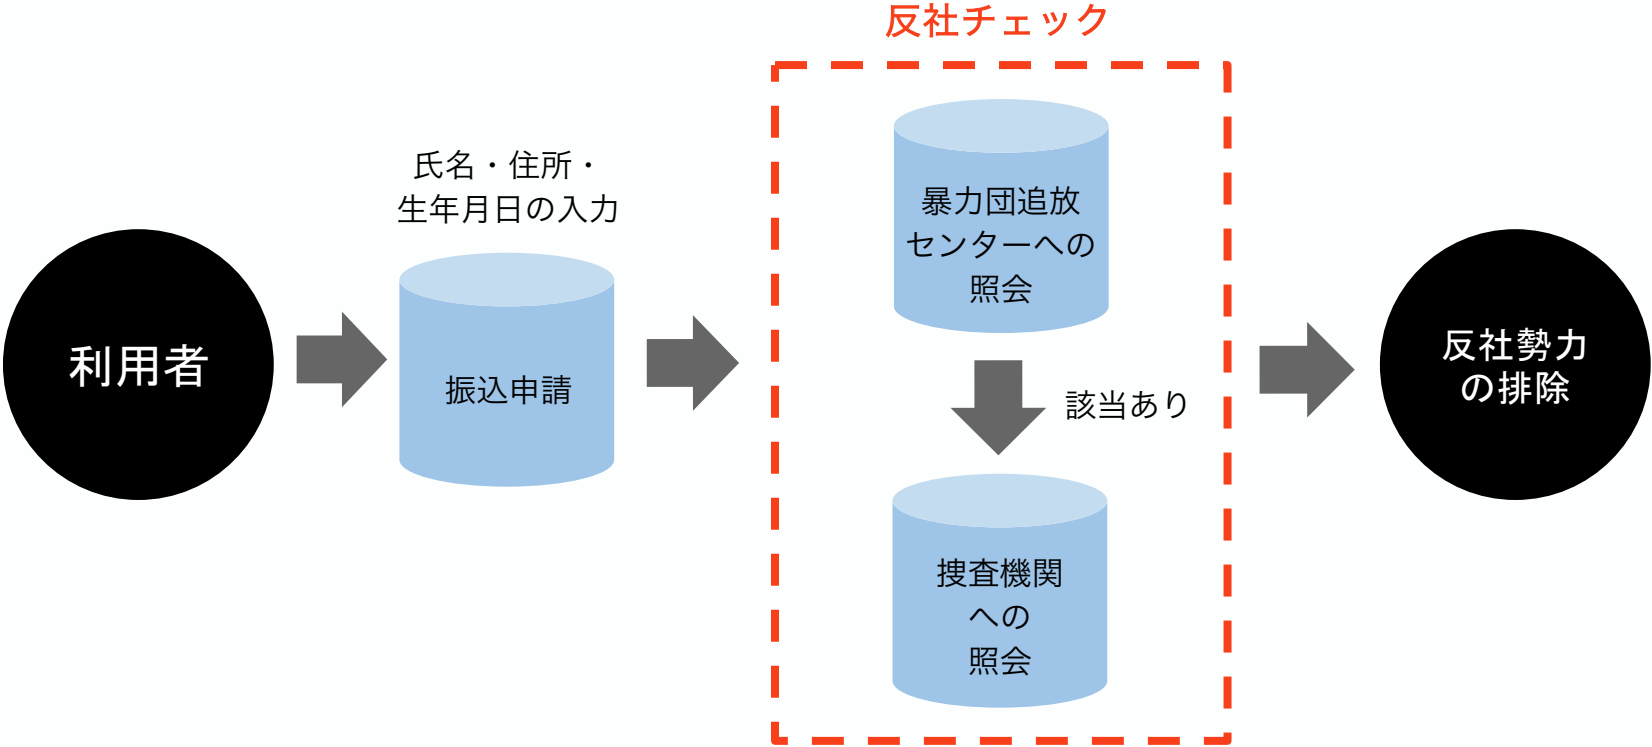 反社チェック
氏名・住所・
生年月日の入力
利用者
振込申請
暴力団追放
センターへの
照会
該当あり
捜査機関
への
照会
反社勢力
の排除